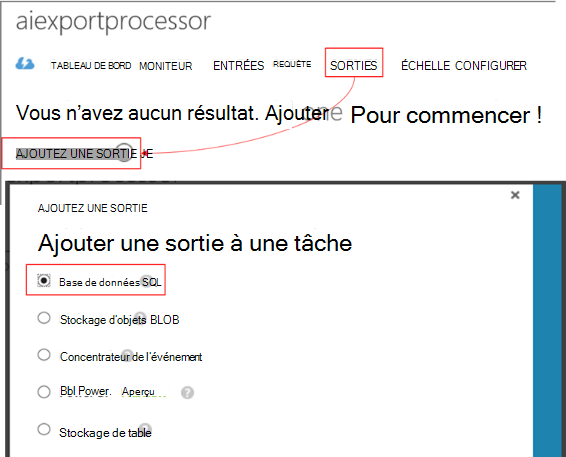 aiexportprocessor
TABLEAU DE BORD MONITEUR ENTRÉES REQUÊTE SORTIES ÉCHELLE CONFIGURER
Vous n'avez aucun résultat. Ajouter one Pour commencer !
AJOUTEZ UNE SORTIE JE
AJOUTEZ UNE SORTIE
Ajouter une sortie à une tâche
Base de données SQL
Stockage d'objets BLOB
Concentrateur de l'événement
Bbl Power. Aperçu ?
Stockage de table